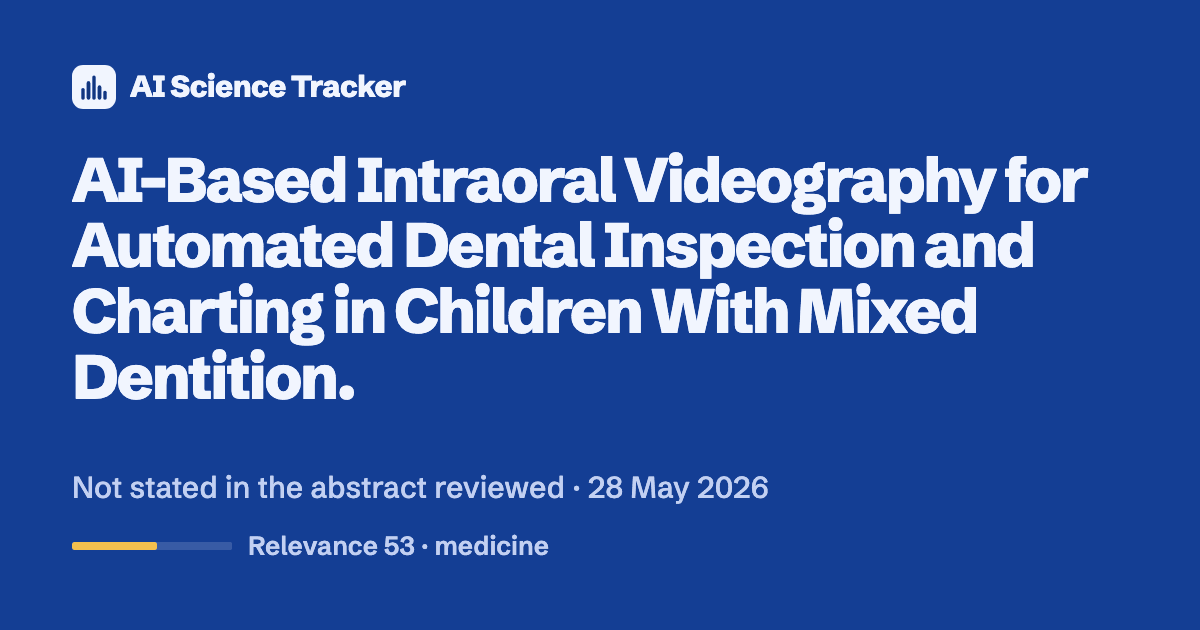 AI Science Tracker
AI-Based Intraoral Videography for
Automated Dental Inspection and
Charting in Children With Mixed
Dentition.
Not stated in the abstract reviewed · 28 May 2026
Relevance 53 · medicine